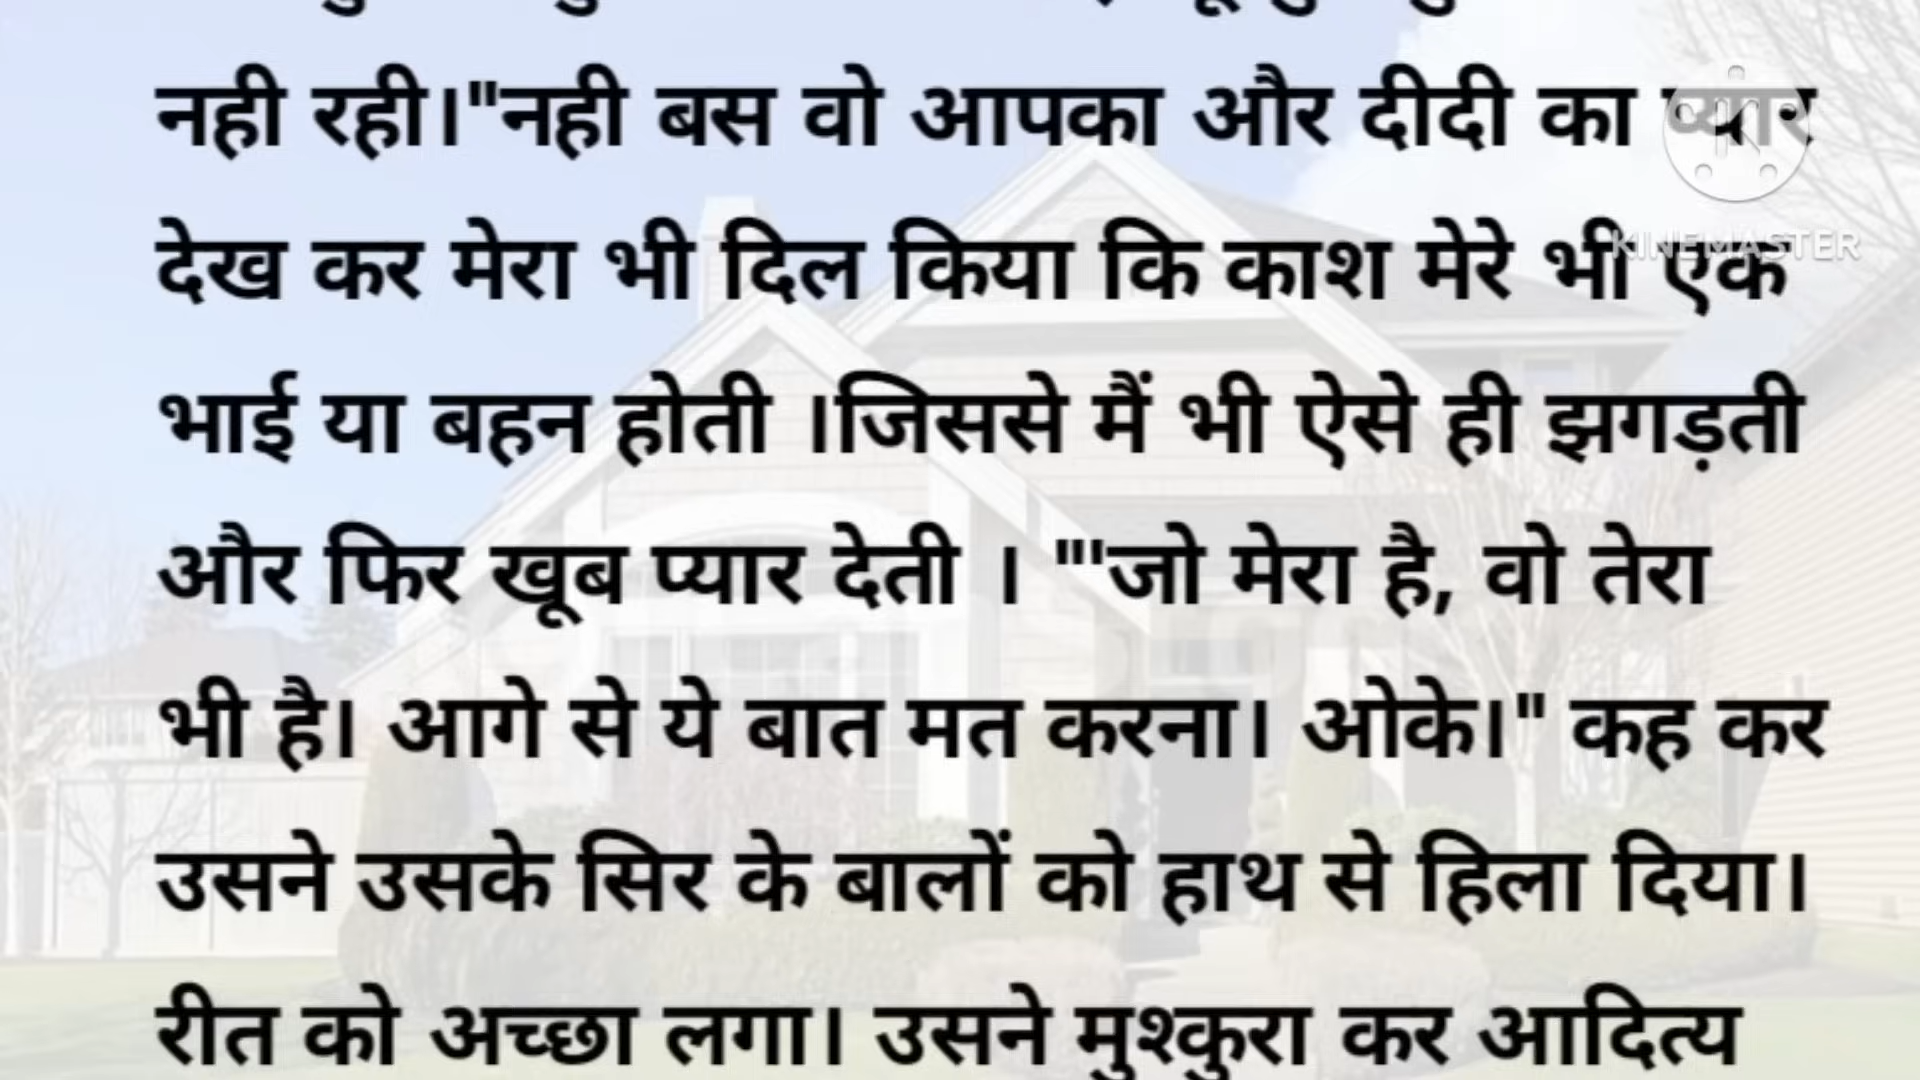 नही रही।"नही बस वो आपका और दीदी का प्यार
KINEMASTER
देख कर मेरा भी दिल किया कि काश मेरे भी एक
भाई या बहन होती ।जिससे मैं भी ऐसे ही झगड़ती
और फिर खूब प्यार देती । "'जो मेरा है, वो तेरा
भी है। आगे से ये बात मत करना। ओके।" कह कर
उसने उसके सिर के बालों को हाथ से हिला दिया।
रीत को अच्छा लगा। उसने मुश्कुरा कर आदित्य